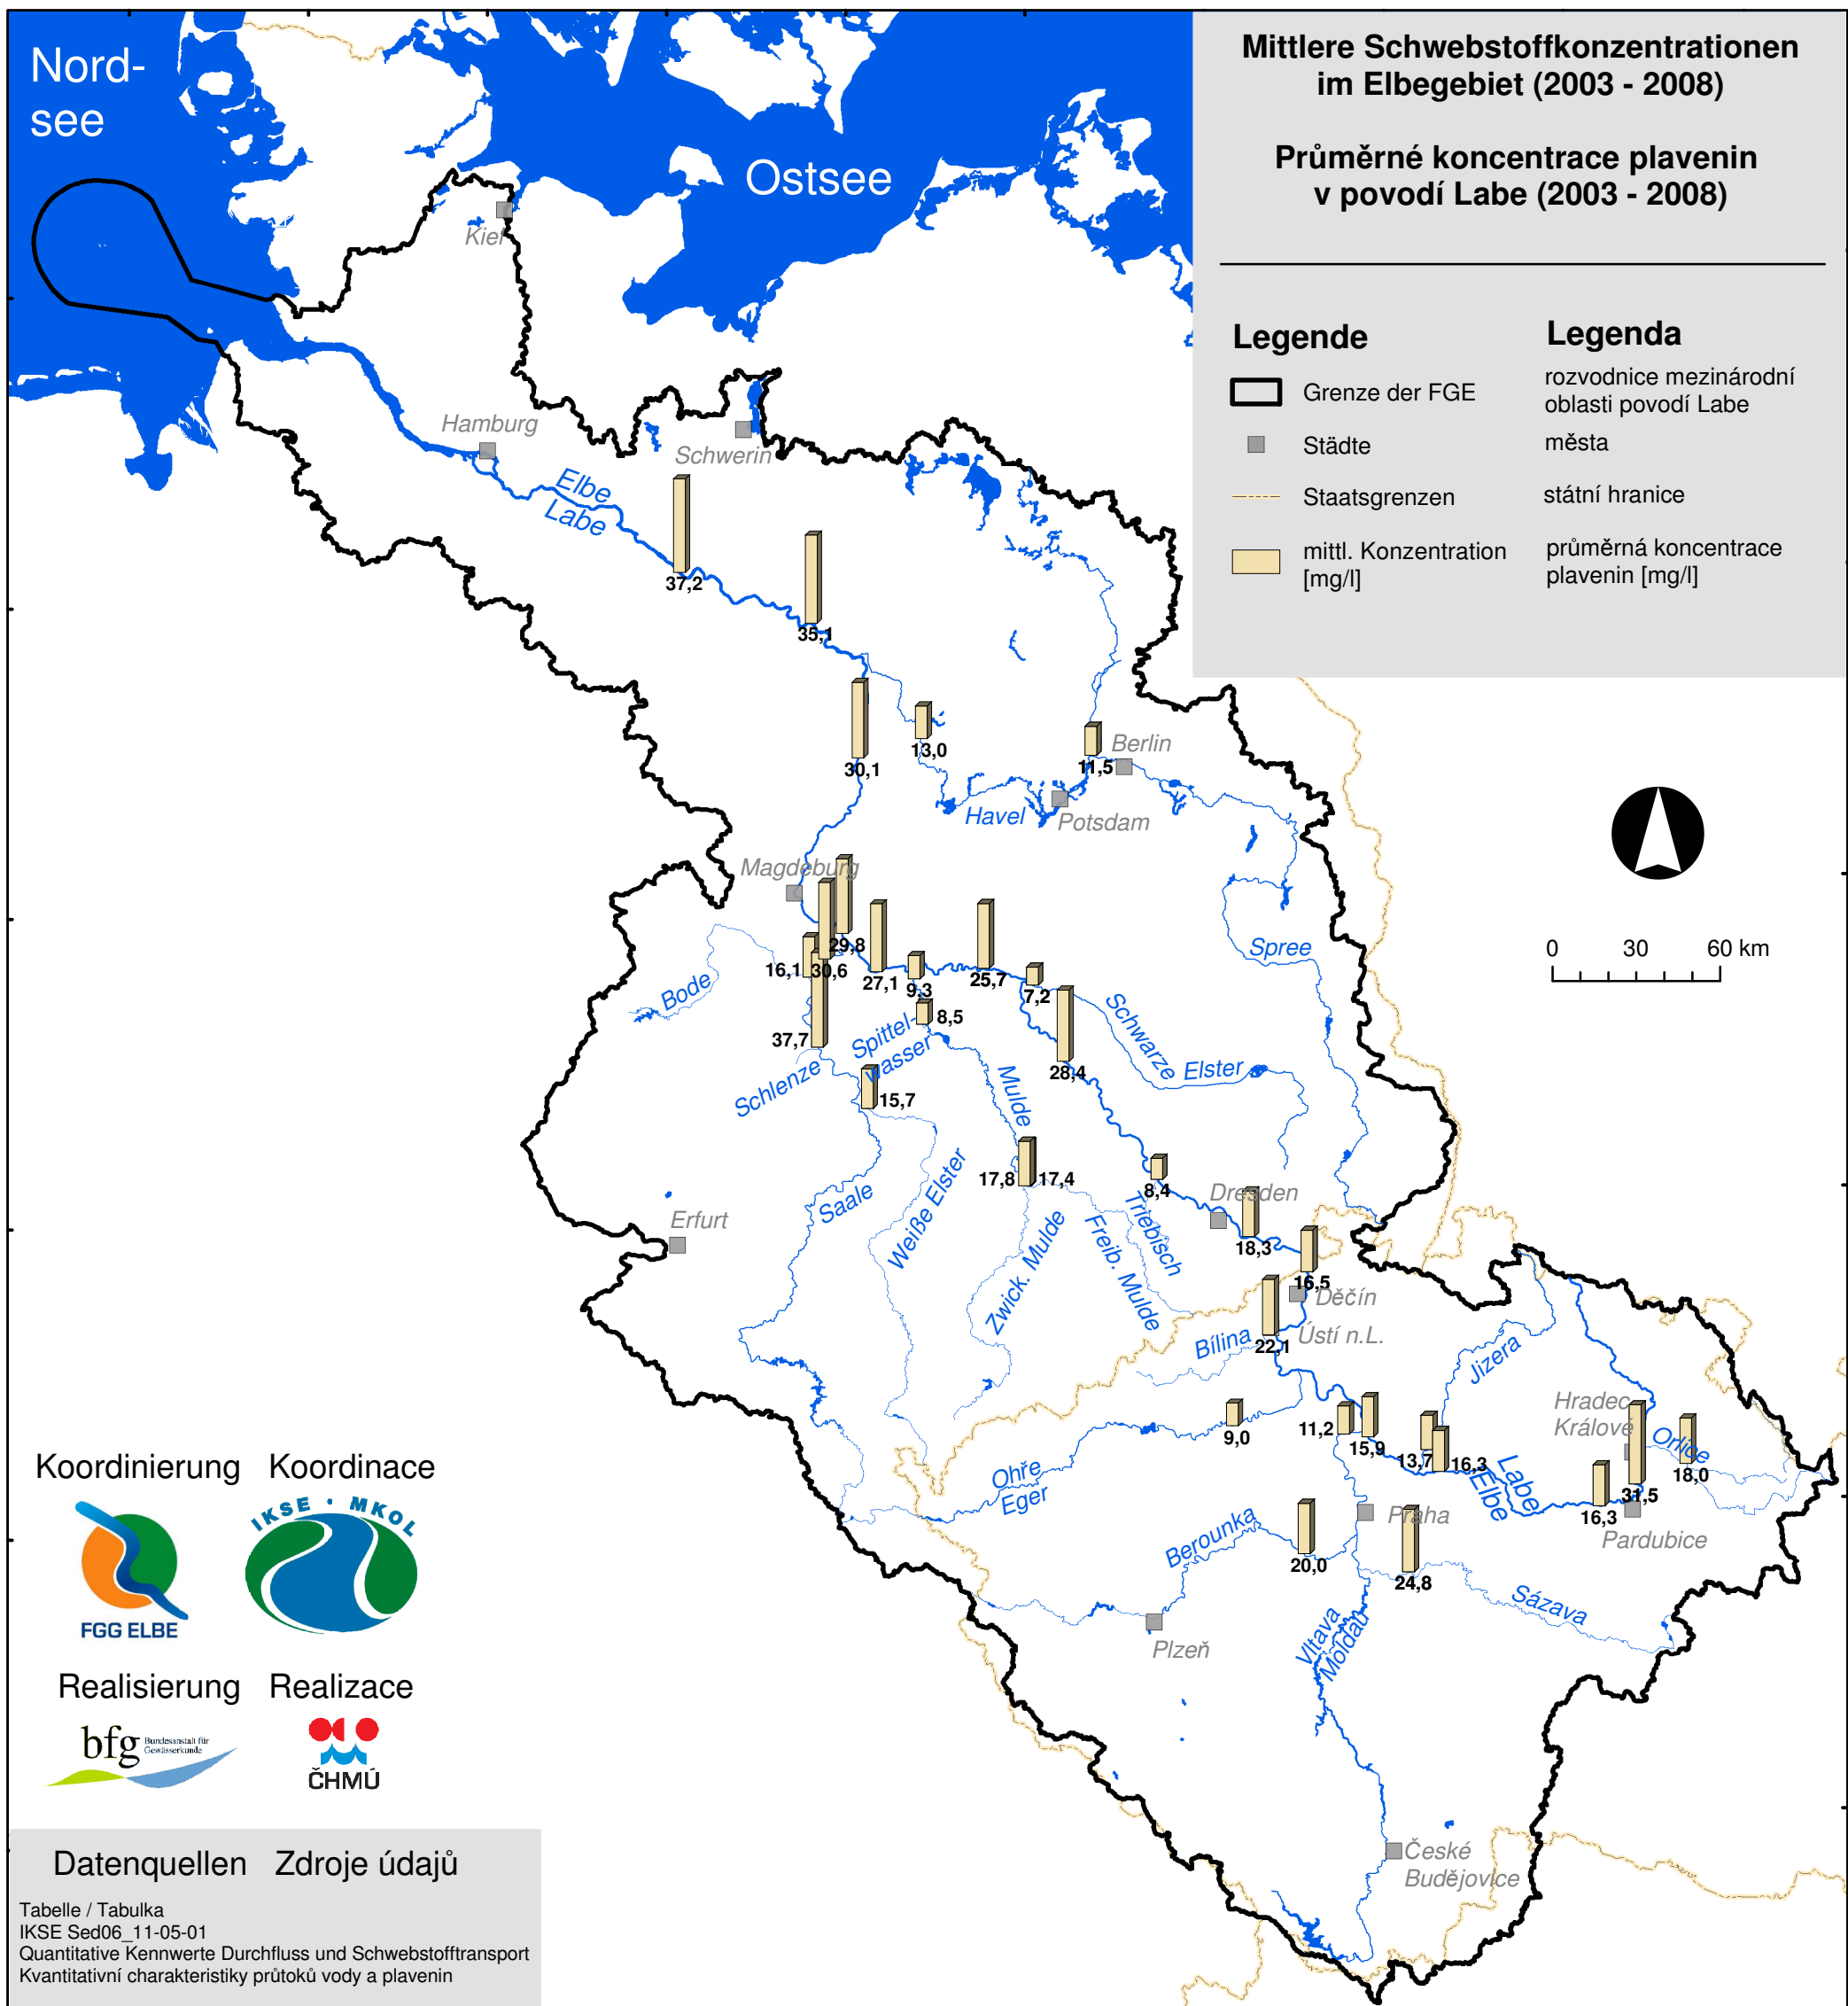 Nord-
see
Ostsee
Mittlere Schwebstoffkonzentrationen
im Elbegebiet (2003 - 2008)
Průměrné koncentrace plavenin
v povodí Labe (2003 - 2008)
Legende
Legenda
Grenze der FGE
rozvodnice mezinárodní
oblasti povodí Labe
Städte
města
Staatsgrenzen
státní hranice
mittl. Konzentration
[mg/l]
průměrná koncentrace
plavenin [mg/l]
Kiel
Hamburg
Schwerin
Elbe
Labe
37,2
35,1
30,1
13,0
11,5
Berlin
Havel
Potsdam
Magdeburg
29,8
16,1
30,6
27,1
9,3
25,7
7,2
Spree
0 30 60 km
Bode
37,7
Spittel-
wasser
8,5
Schwarze
Elster
28,4
Schlenze
15,7
Mulde
17,8
17,4
8,4
Saale
Weiße Elster
Zwick. Mulde
Freib. Mulde
Triebisch
Dresden
18,3
Erfurt
16,5
Děčín
Ústí n.L.
Bílina
22,1
Jizera
9,0
11,2
15,9
13,7
16,3
Labe
Elbe
Hradec
Králové
Orlice
18,0
31,5
16,3
Pardubice
Ohře
Eger
Berounka
20,0
Praha
24,8
Sázava
Plzeň
Vltava
Moldau
České
Budějovice
Koordinierung Koordinace
FGG ELBE
IKSE · MKOL
Realisierung Realizace
bfg
Bundesanstalt für
Gewässerkunde
ČHMÚ
Datenquellen Zdroje údajů
Tabelle / Tabulka
IKSE Sed06_11-05-01
Quantitative Kennwerte Durchfluss und Schwebstofftransport
Kvantitativní charakteristiky průtoků vody a plavenin